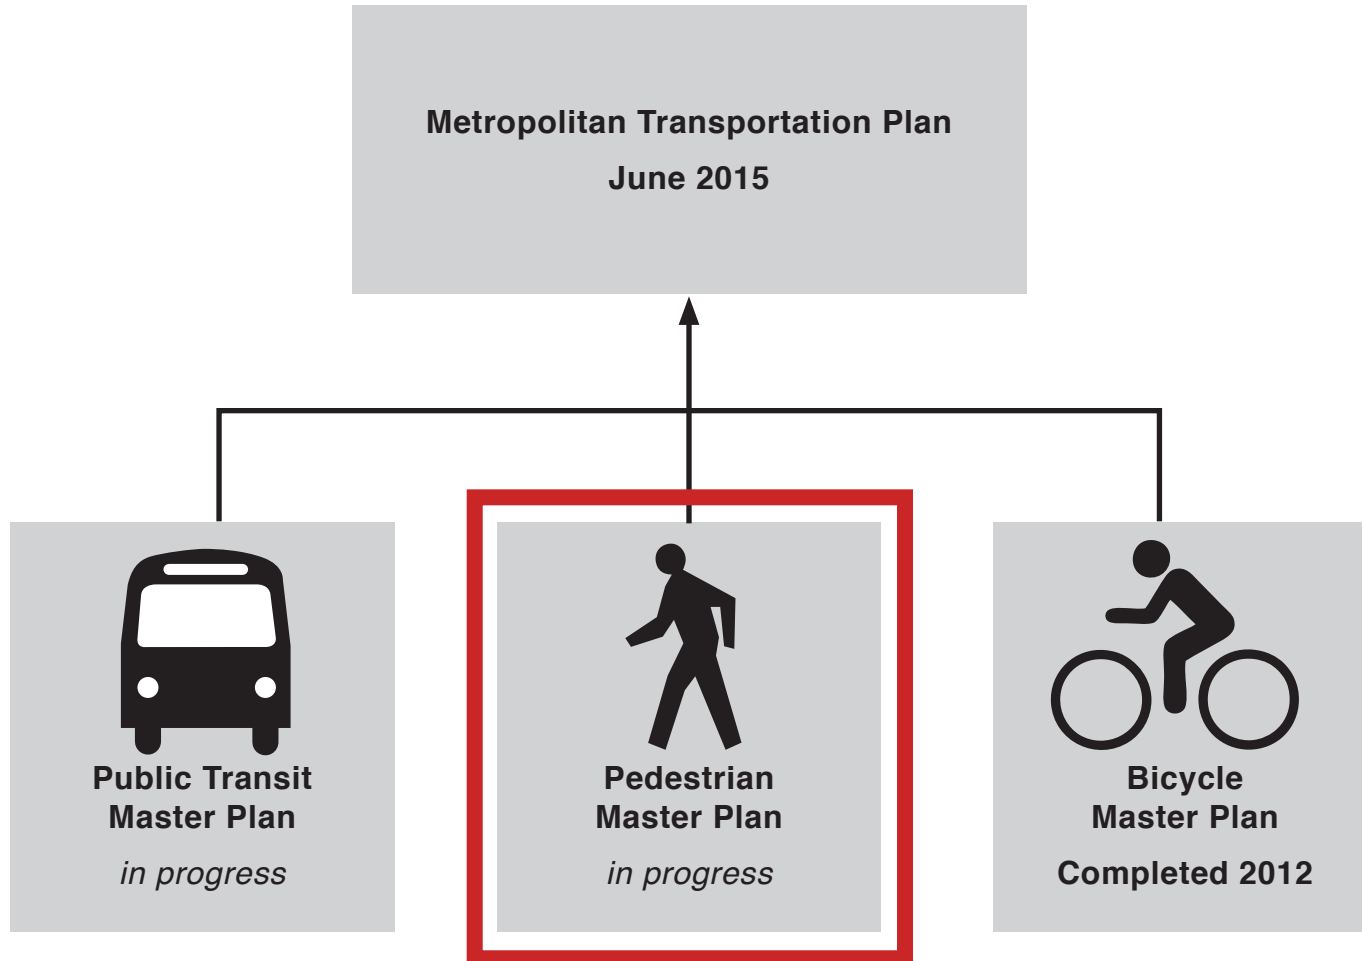 Metropolitan Transportation Plan
June 2015
Public Transit
Master Plan
in progress
Pedestrian
Master Plan
in progress
Bicycle
Master Plan
Completed 2012